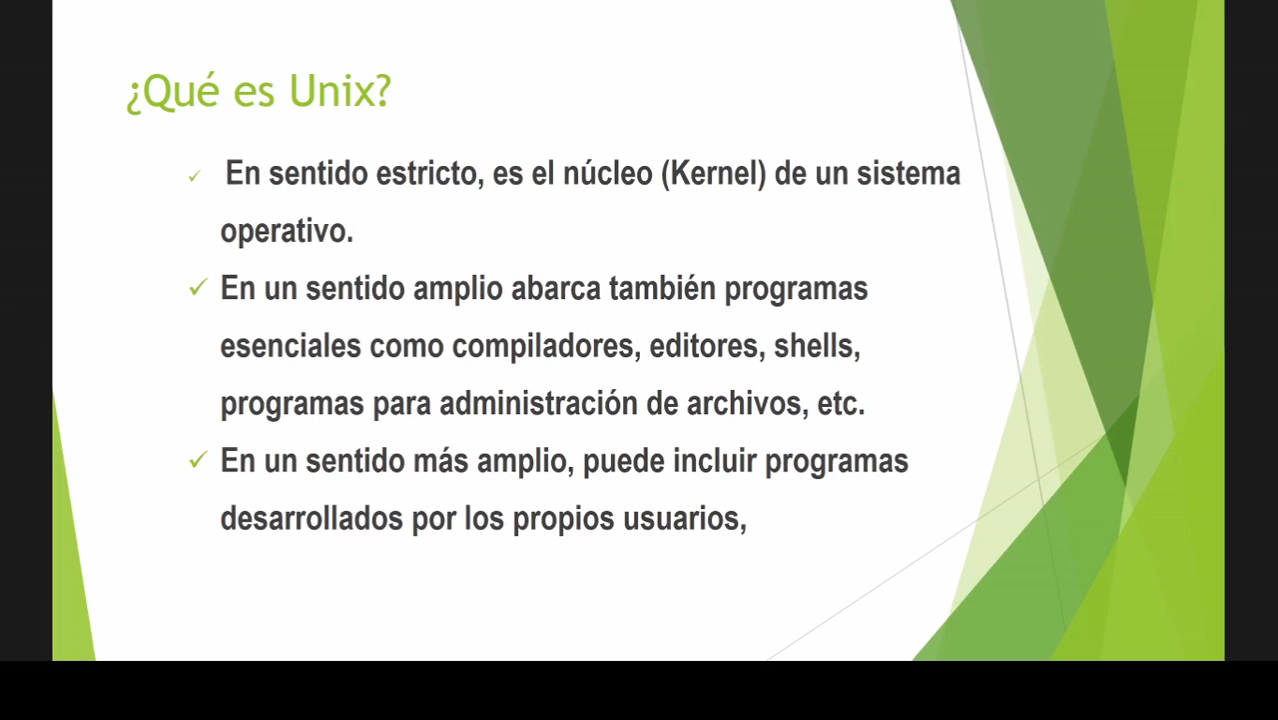 ¿Qué es Unix?
✓ En sentido estricto, es el núcleo (Kernel) de un sistema
operativo.
✓ En un sentido amplio abarca también programas
esenciales como compiladores, editores, shells,
programas para administración de archivos, etc.
✓ En un sentido más amplio, puede incluir programas
desarrollados por los propios usuarios,